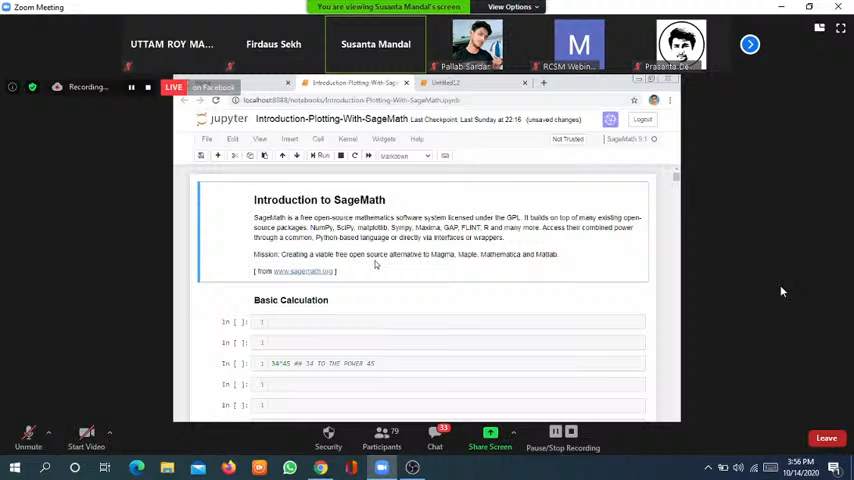 Zoom Meeting
You are viewing Susanta Mandal's screen
View Options
UTTAM ROY MA...
Firdaus Sekh
Susanta Mandal
M
Pallab Sardar
RCSM Webin...
Prasanta De...
Recording...
LIVE on Facebook
Introduction-Plotting-With-Sage
Untitled12
localhost:8888/notebooks/Introduction-Plotting-With-SageMath.ipynb
jupyter Introduction-Plotting-With-SageMath Last Checkpoint: Last Sunday at 22:16 (unsaved changes)
Logout
File Edit View Insert Cell Kernel Widgets Help
Not Trusted
SageMath 9.1
Run
Markdown
Introduction to SageMath
SageMath is a free open-source mathematics software system licensed under the GPL. It builds on top of many existing open-
source packages: NumPy, SciPy, matplotlib, Sympy, Maxima, GAP, FLINT, R and many more. Access their combined power
through a common, Python-based language or directly via interfaces or wrappers.
Mission: Creating a viable free open source alternative to Magma, Maple, Mathematica and Matlab.
[ from www.sagemath.org ]
Basic Calculation
In [ ]: 1
In [ ]: 1
In [ ]: 1 34^45 ## 34 TO THE POWER 45
In [ ]: 1
In [ ]: 1
Unmute
Start Video
Security
79
Participants
33
Chat
Share Screen
Pause/Stop Recording
Leave
3:56 PM
10/14/2020